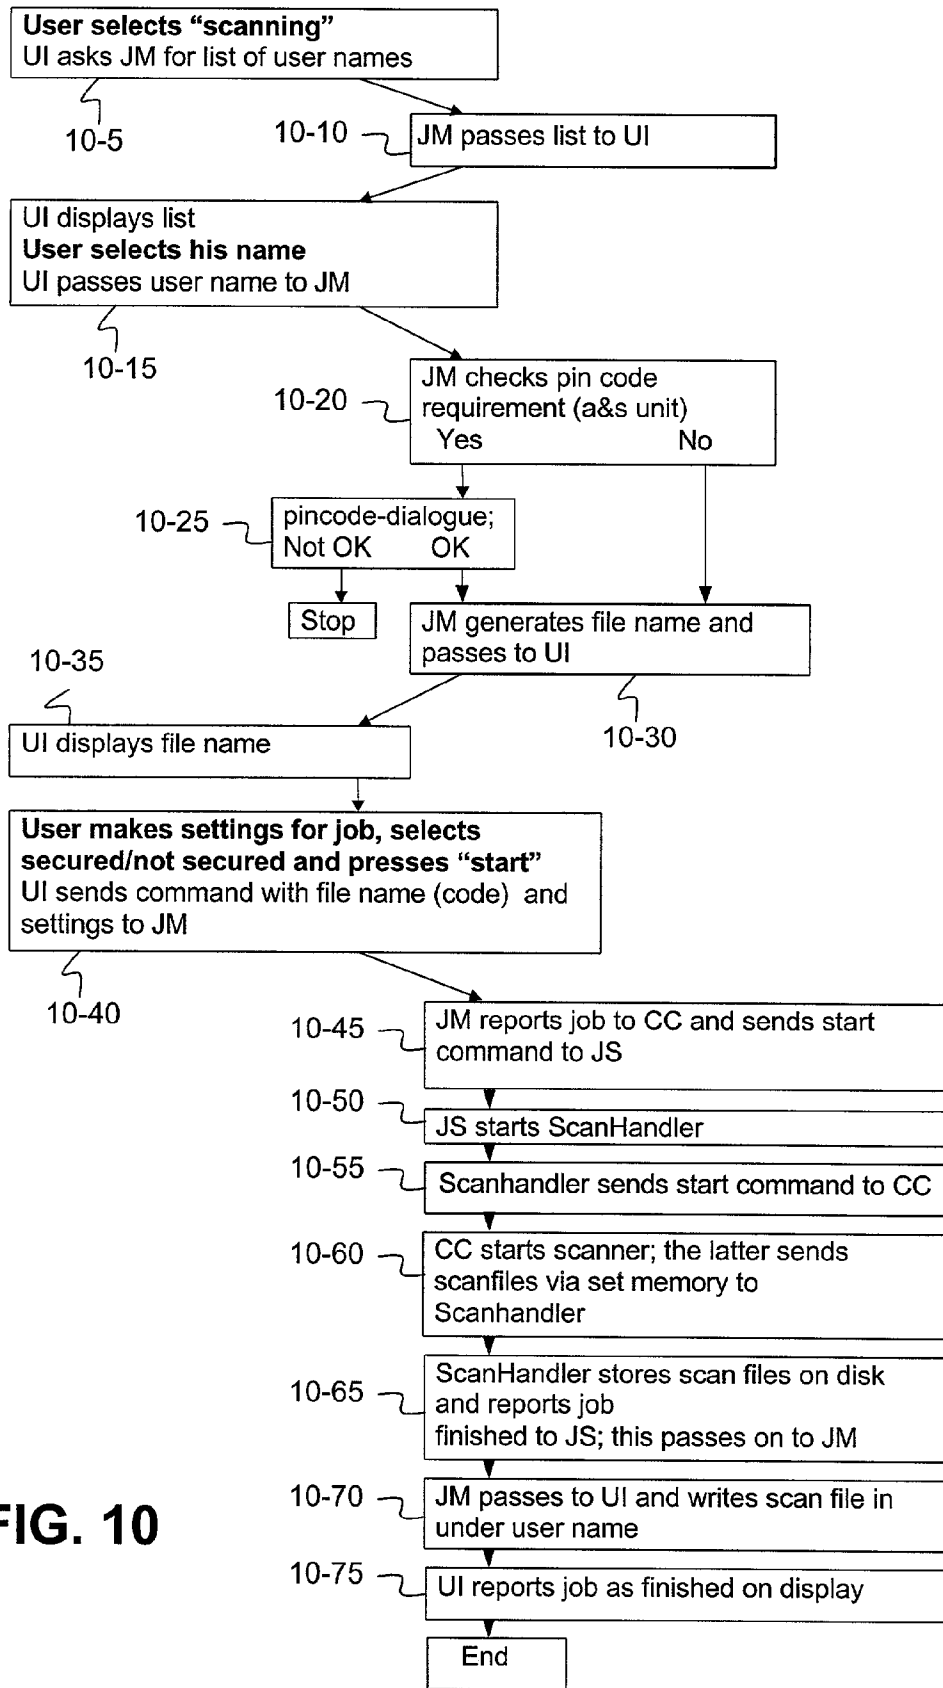 User selects “scanning”
UI asks JM for list of user names
10-5
10-10
JM passes list to UI
UI displays list
User selects his name
UI passes user name to JM
10-15
10-20
JM checks pin code
requirement (a&s unit)
Yes No
10-25
pincode-dialogue;
Not OK OK
Stop
JM generates file name and
passes to UI
10-35
10-30
UI displays file name
User makes settings for job, selects
secured/not secured and presses “start”
UI sends command with file name (code) and
settings to JM
10-40
10-45
JM reports job to CC and sends start
command to JS
10-50
JS starts ScanHandler
10-55
Scanhandler sends start command to CC
10-60
CC starts scanner; the latter sends
scanfiles via set memory to
Scanhandler
10-65
ScanHandler stores scan files on disk
and reports job
finished to JS; this passes on to JM
10-70
JM passes to UI and writes scan file in
under user name
FIG. 10
10-75
UI reports job as finished on display
End